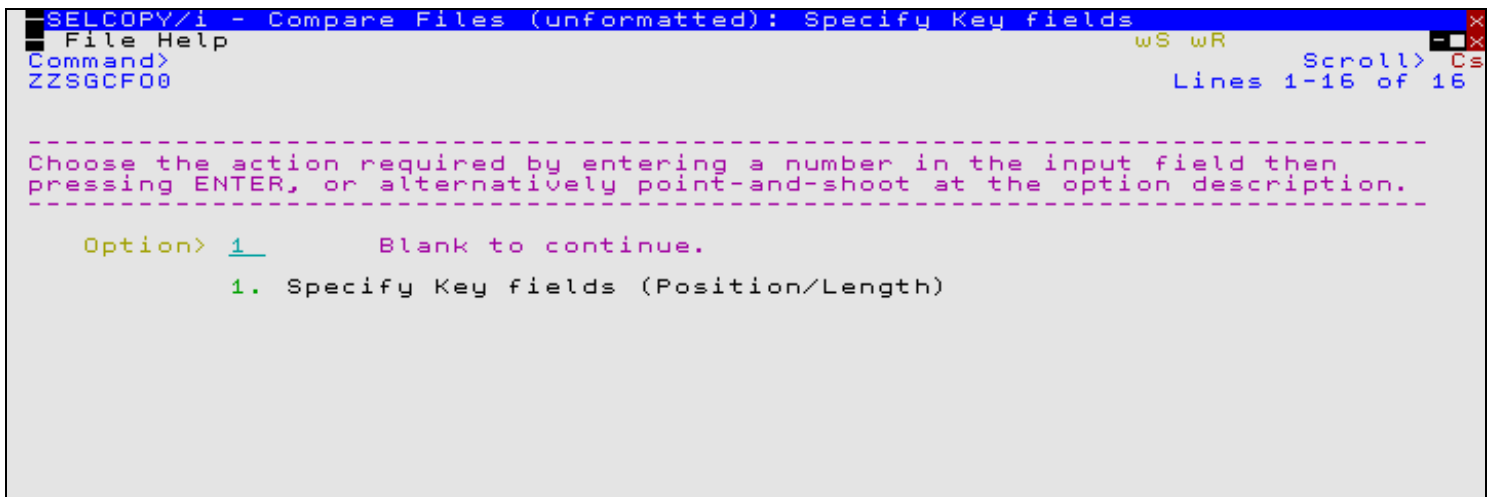 SELCOPY/i - Compare Files (unformatted): Specify Key fields x
File Help wS wR x
Command> Scroll> Cs
ZZSGCFO0 Lines 1-16 of 16
Choose the action required by entering a number in the input field then
pressing ENTER, or alternatively point-and-shoot at the option description.
Option> 1 Blank to continue.
1. Specify Key fields (Position/Length)